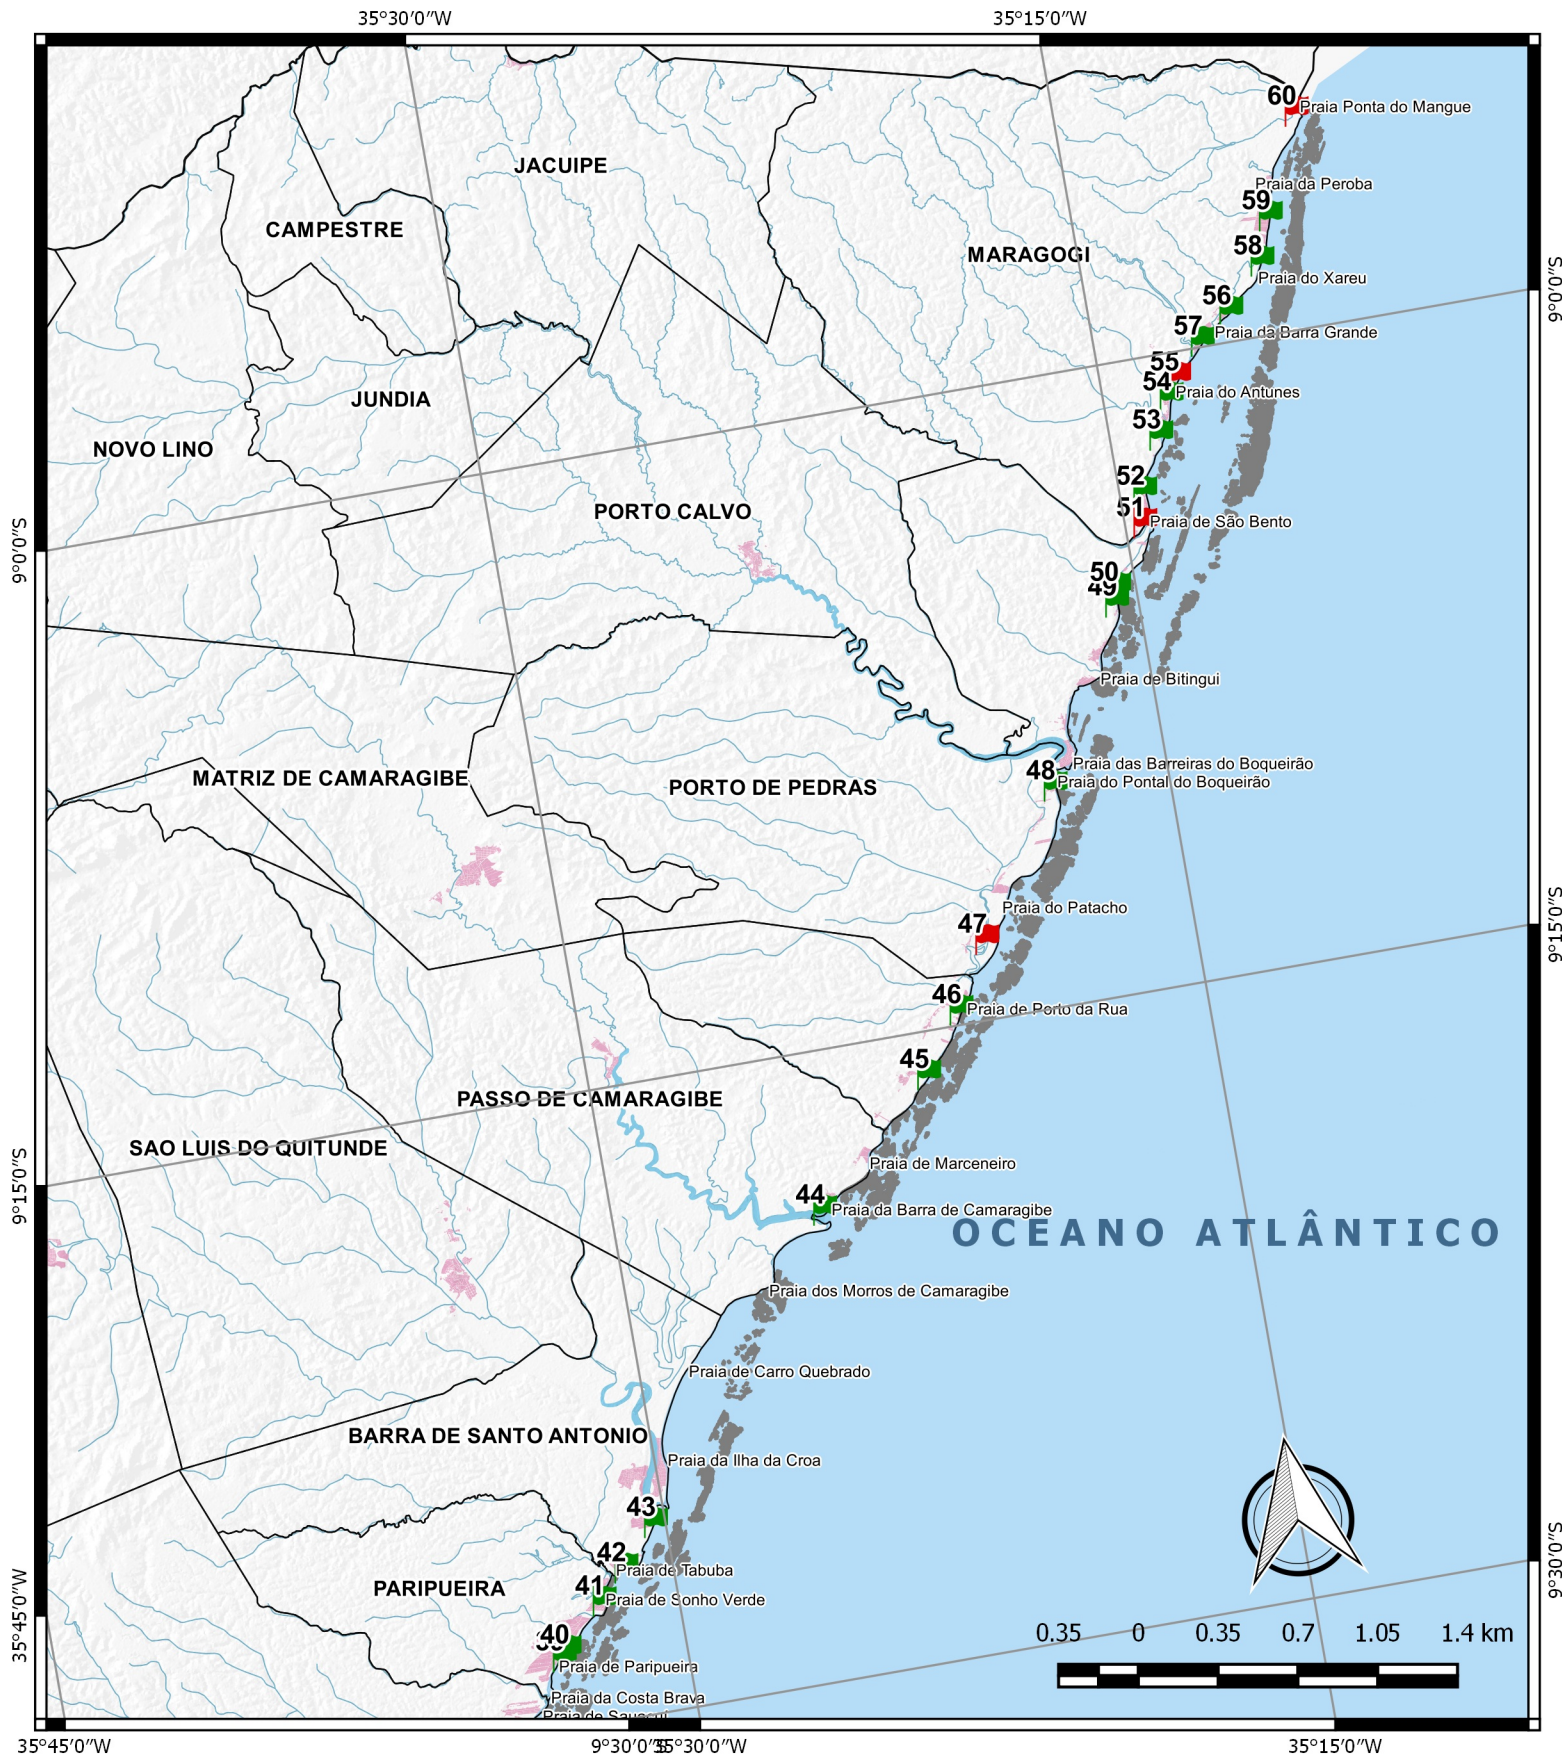 35°30′0″W
35°15′0″W
60
Praia Ponta do Mangue
JACUIPE
Praia da Peroba
59
CAMPESTRE
58
MARAGOGI
Praia do Xareu
9°0′0″S
56
57
Praia da Barra Grande
55
54
Praia do Antunes
JUNDIA
53
NOVO LINO
52
PORTO CALVO
51
Praia de São Bento
9°0′0″S
50
49
Praia de Bitingui
Praia das Barreiras do Boqueirão
48
Praia do Pontal do Boqueirão
MATRIZ DE CAMARAGIBE
PORTO DE PEDRAS
Praia do Patacho
47
9°15′0″S
46
Praia de Porto da Rua
45
PASSO DE CAMARAGIBE
SAO LUIS DO QUITUNDE
Praia de Marceneiro
9°15′0″S
44
Praia da Barra de Camaragibe
OCEANO ATLÂNTICO
Praia dos Morros de Camaragibe
Praia de Carro Quebrado
BARRA DE SANTO ANTONIO
Praia da Ilha da Croa
43
42
Praia de Tabuba
9°30′0″S
PARIPUEIRA
41
Praia de Sonho Verde
35°45′0″W
40
Praia de Paripueira
0.35 0 0.35 0.7 1.05 1.4 km
Praia da Costa Brava
Praia de
35°45′0″W
9°30′0″S
35°30′0″W
35°15′0″W